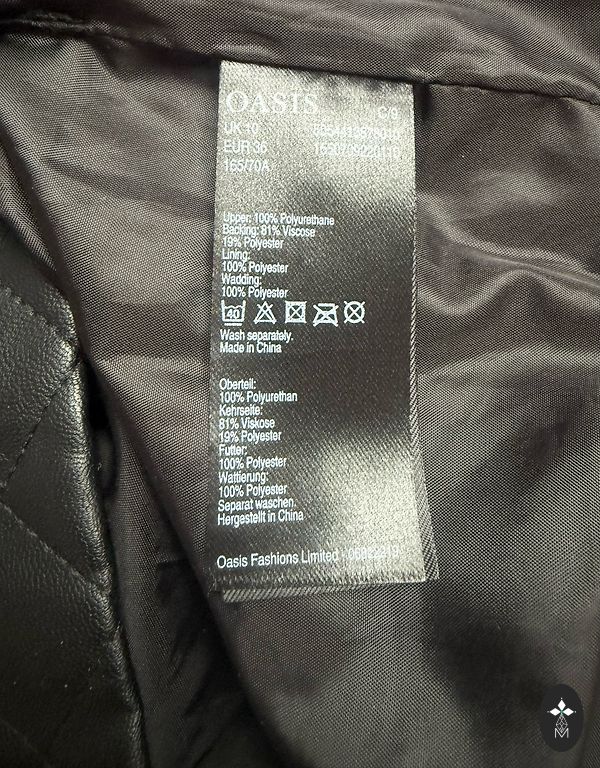 OASIS
C/9
UK 10
EUR 36
165/70A
Upper: 100% Polyurethane
Backing: 81% Viscose
19% Polyester
Lining:
100% Polyester
Wadding:
100% Polyester
40
Wash separately.
Made in China
Oberteil:
100% Polyurethan
Kehrseite:
81% Viskose
19% Polyester
Futter:
100% Polyester
Wattierung:
100% Polyester
Separat waschen.
Hergestellt in China
Oasis Fashions Limited -
M